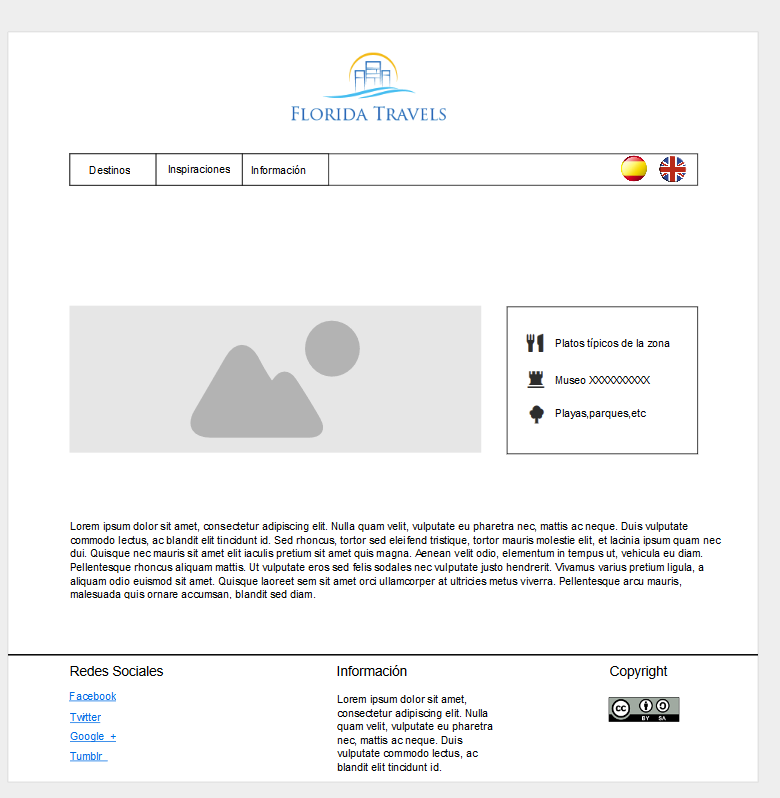 FLORIDA TRAVELS
Destinos
Inspiraciones
Información
Platos típicos de la zona
Museo XXXXXXXXXX
Playas,parques,etc
Lorem ipsum dolor sit amet, consectetur adipiscing elit. Nulla quam velit, vulputate eu pharetra nec, mattis ac neque. Duis vulputate
commodo lectus, ac blandit elit tincidunt id. Sed rhoncus, tortor sed eleifend tristique, tortor mauris molestie elit, et lacinia ipsum quam nec
dui. Quisque nec mauris sit amet elit iaculis pretium sit amet quis magna. Aenean velit odio, elementum in tempus ut, vehicula eu diam.
Pellentesque rhoncus aliquam mattis. Ut vulputate eros sed felis sodales nec vulputate justo hendrerit. Vivamus varius pretium ligula, a
aliquam odio euismod sit amet. Quisque laoreet sem sit amet orci ullamcorper at ultricies metus viverra. Pellentesque arcu mauris,
malesuada quis ornare accumsan, blandit sed diam.
Redes Sociales
Facebook
Twitter
Google +
Tumblr
Información
Lorem ipsum dolor sit amet,
consectetur adipiscing elit. Nulla
quam velit, vulputate eu pharetra
nec, mattis ac neque. Duis
vulputate commodo lectus, ac
blandit elit tincidunt id.
Copyright
cc
BY SA